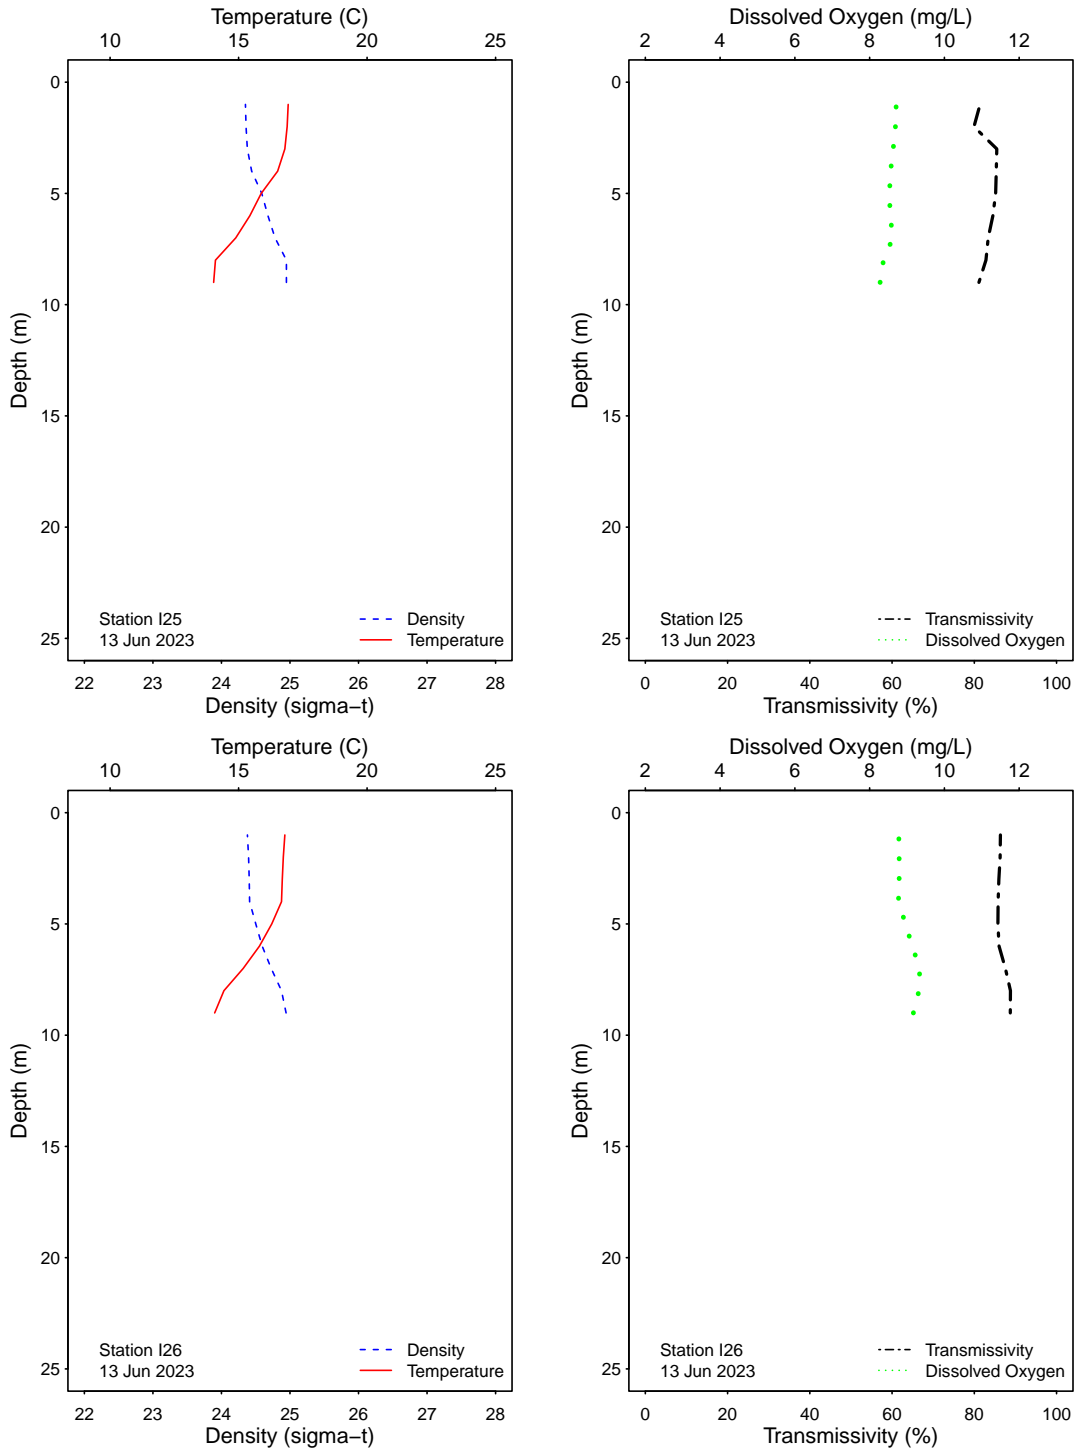 Temperature (C)
10 15 20 25
0
5
10
15
20
25
Depth (m)
Station I25
13 Jun 2023
Density
Temperature
22 23 24 25 26 27 28
Density (sigma−t)
Dissolved Oxygen (mg/L)
2 4 6 8 10 12
0
5
10
15
20
25
Depth (m)
Station I25
13 Jun 2023
Transmissivity
Dissolved Oxygen
0 20 40 60 80 100
Transmissivity (%)
Temperature (C)
10 15 20 25
0
5
10
15
20
25
Depth (m)
Station I26
13 Jun 2023
Density
Temperature
22 23 24 25 26 27 28
Density (sigma−t)
Dissolved Oxygen (mg/L)
2 4 6 8 10 12
0
5
10
15
20
25
Depth (m)
Station I26
13 Jun 2023
Transmissivity
Dissolved Oxygen
0 20 40 60 80 100
Transmissivity (%)